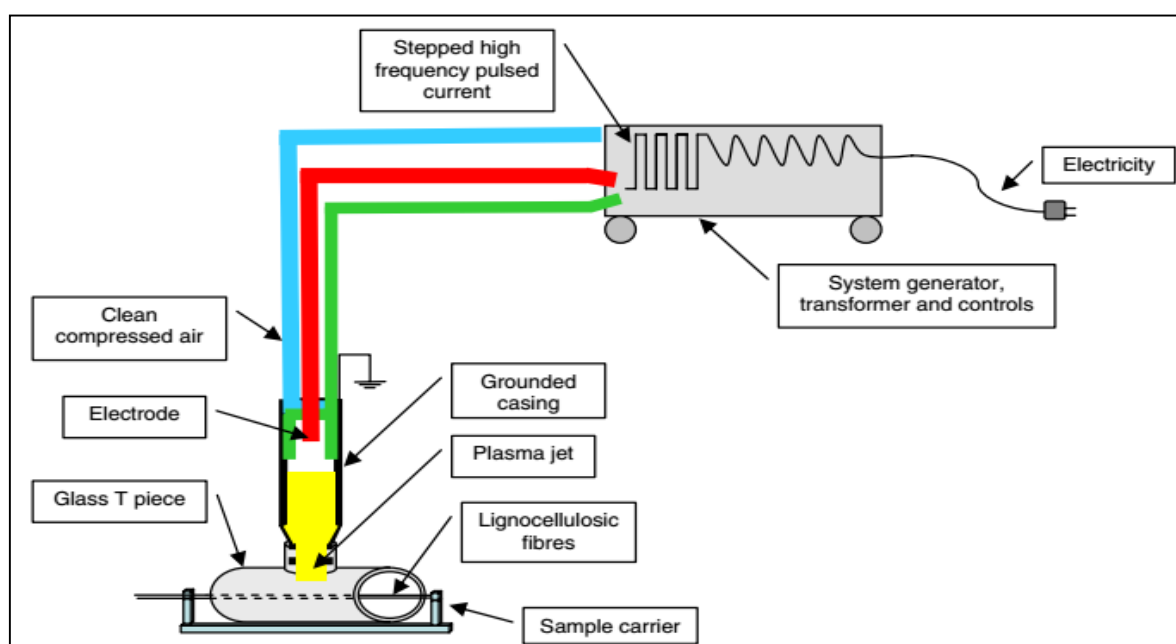 Stepped high
frequency pulsed
current
Electricity
System generator,
transformer and controls
Clean
compressed air
Grounded
casing
Electrode
Plasma jet
Glass T piece
Lignocellulosic
fibres
Sample carrier